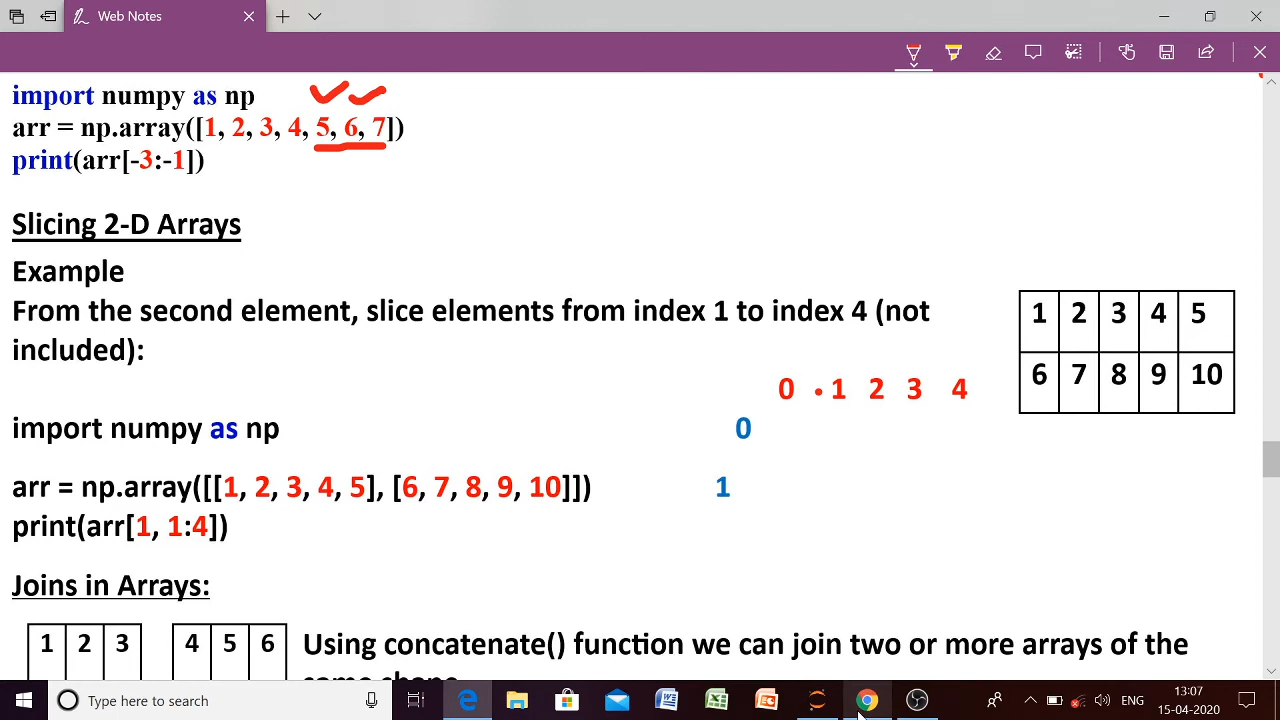 Web Notes
import numpy as np
arr = np.array([1, 2, 3, 4, 5, 6, 7])
print(arr[-3:-1])
Slicing 2-D Arrays
Example
From the second element, slice elements from index 1 to index 4 (not
included):
1 2 3 4 5
6 7 8 9 10
0 1 2 3 4
import numpy as np
0
arr = np.array([[1, 2, 3, 4, 5], [6, 7, 8, 9, 10]])
1
print(arr[1, 1:4])
Joins in Arrays:
1 2 3 4 5 6
Using concatenate() function we can join two or more arrays of the
Type here to search
ENG
13:07
15-04-2020